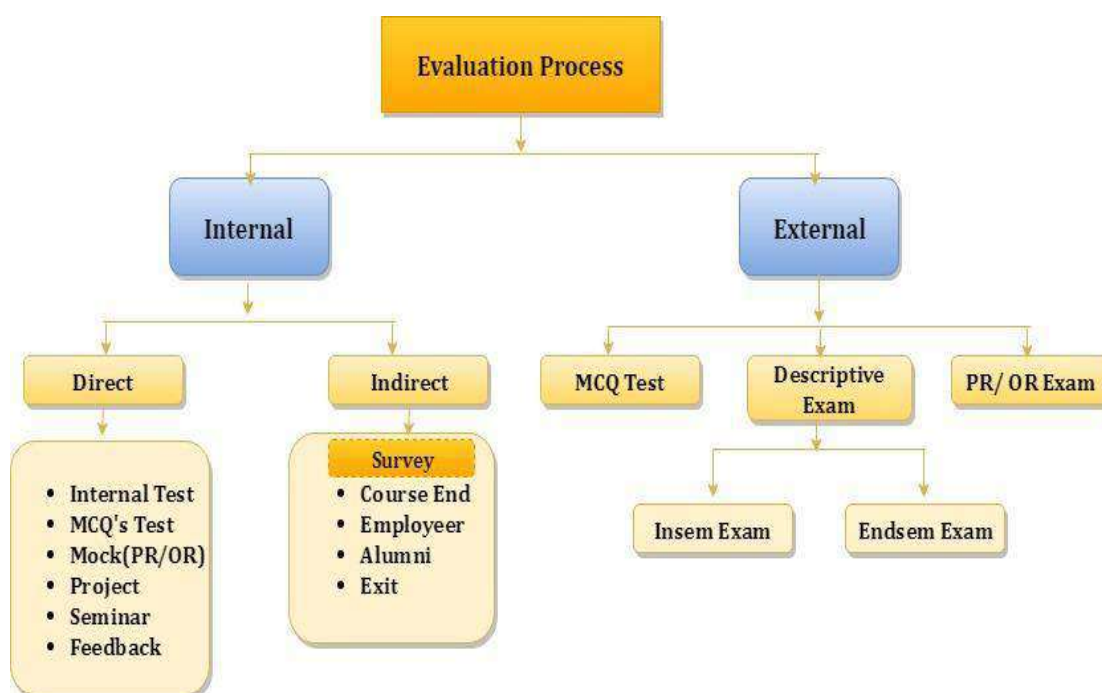 Evaluation Process
Internal
External
Direct
Indirect
MCQ Test
Descriptive
Exam
PR/ OR Exam
• Internal Test
• MCQ's Test
• Mock(PR/OR)
• Project
• Seminar
• Feedback
Survey
• Course End
• Employeer
• Alumni
• Exit
Insem Exam
Endsem Exam